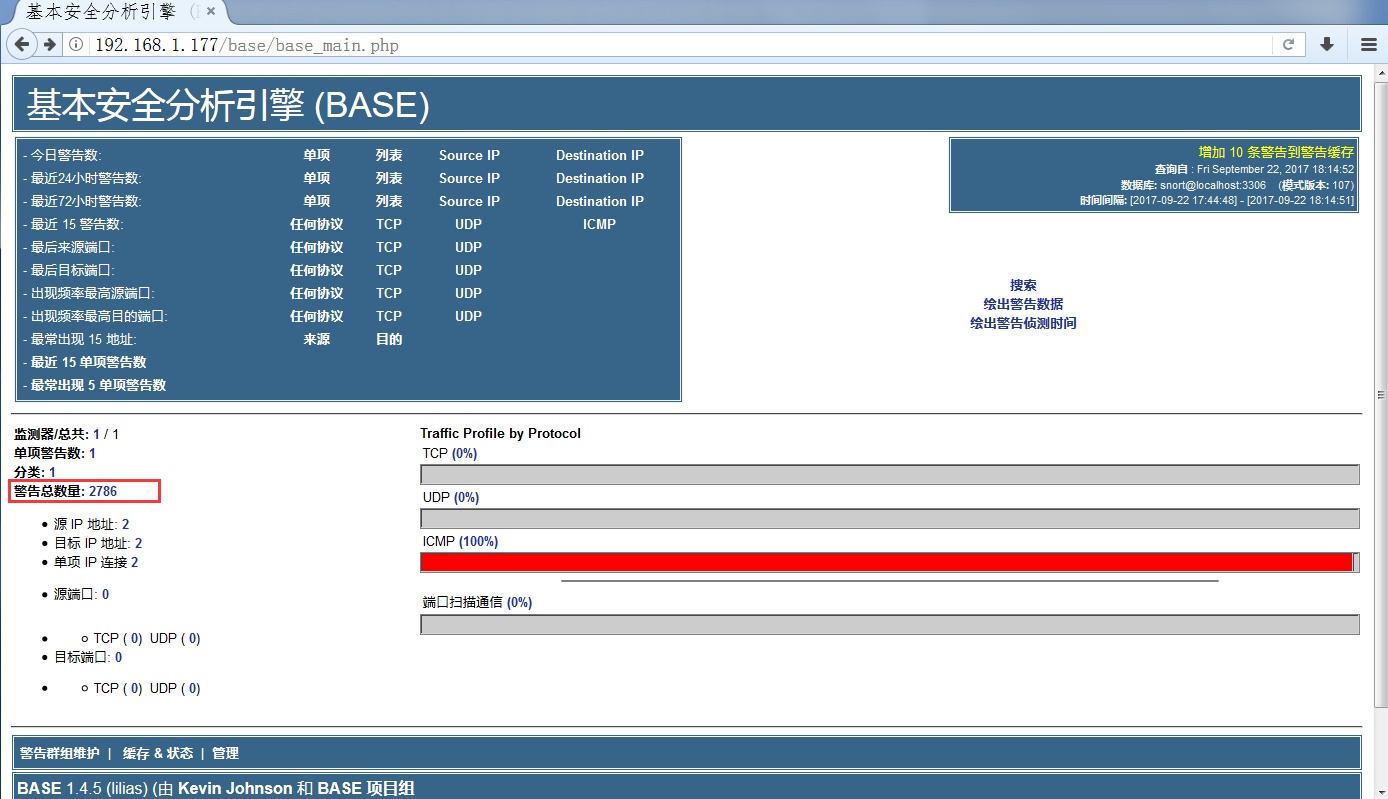 基本安全分析引擎 ( ×
192.168.1.177/base/base_main.php
基本安全分析引擎 (BASE)
- 今日警告数: 单项 列表 Source IP Destination IP
- 最近24小时警告数: 单项 列表 Source IP Destination IP
- 最近72小时警告数: 单项 列表 Source IP Destination IP
- 最近 15 警告数: 任何协议 TCP UDP ICMP
- 最后来源端口: 任何协议 TCP UDP
- 最后目标端口: 任何协议 TCP UDP
- 出现频率最高源端口: 任何协议 TCP UDP
- 出现频率最高目的端口: 任何协议 TCP UDP
- 最常出现 15 地址: 来源 目的
- 最近 15 单项警告数
- 最常出现 5 单项警告数
增加 10 条警告到警告缓存
查询自 : Fri September 22, 2017 18:14:52
数据库: snort@localhost:3306 (模式版本: 107)
时间间隔: [2017-09-22 17:44:48] - [2017-09-22 18:14:51]
搜索
绘出警告数据
绘出警告侦测时间
监测器/总共: 1 / 1
单项警告数: 1
分类: 1
警告总数量: 2786
源 IP 地址: 2
目标 IP 地址: 2
单项 IP 连接 2
源端口: 0
TCP ( 0) UDP ( 0)
目标端口: 0
TCP ( 0) UDP ( 0)
Traffic Profile by Protocol
TCP (0%)
UDP (0%)
ICMP (100%)
端口扫描通信 (0%)
警告群组维护 | 缓存 & 状态 | 管理
BASE 1.4.5 (lilias) (由 Kevin Johnson 和 BASE 项目组